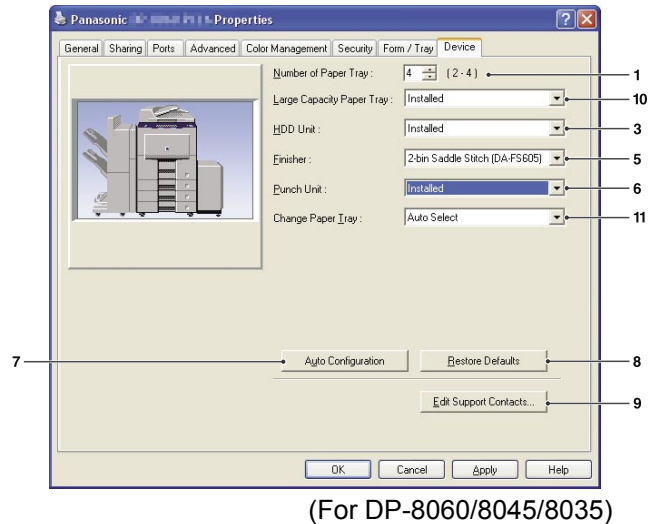 Panasonic Properties
General Sharing Ports Advanced Color Management Security Form / Tray Device
Number of Paper Tray : 4 ( 2 - 4 ) 1
Large Capacity Paper Tray : Installed 10
HDD Unit : Installed 3
Finisher : 2-bin Saddle Stitch (DA-FS605) 5
Punch Unit : Installed 6
Change Paper Tray : Auto Select 11
7 Auto Configuration Restore Defaults 8
Edit Support Contacts... 9
OK Cancel Apply Help
(For DP-8060/8045/8035)